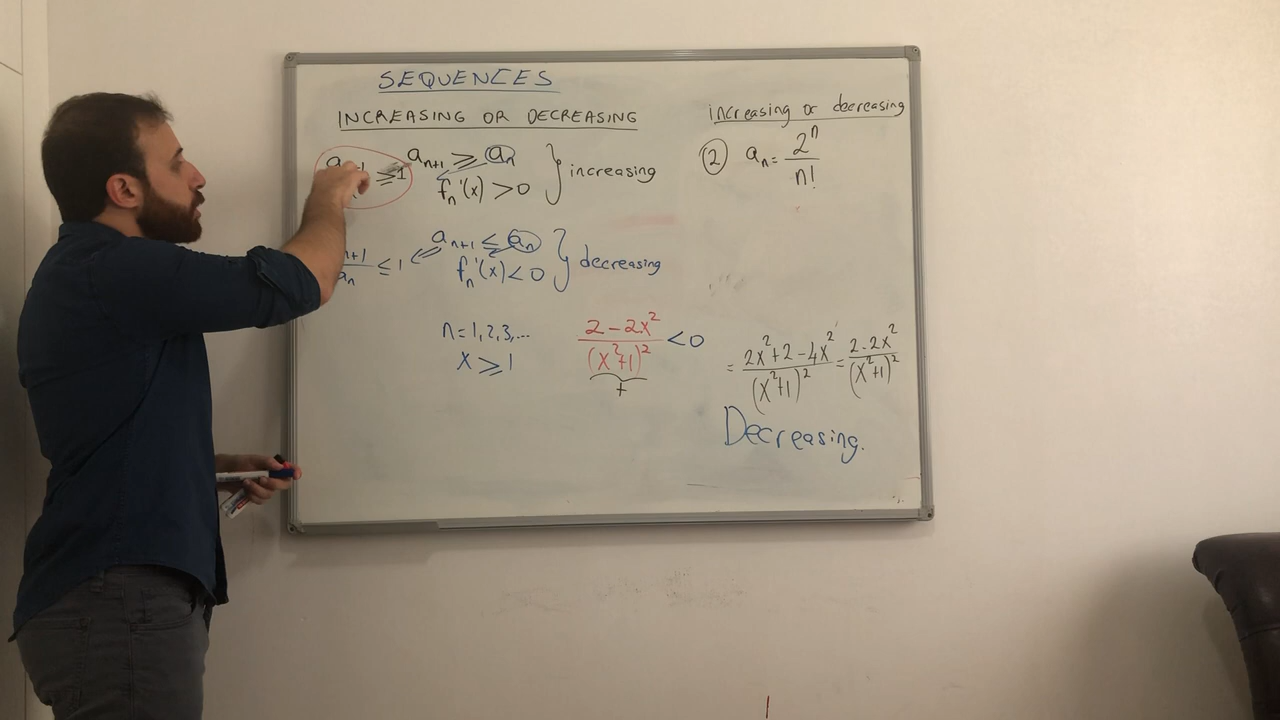 SEQUENCES
INCREASING OR DECREASING
≤ 1
aₙ₊₁ ≥ aₙ
fₙ'(x) > 0
increasing
n+1 / aₙ ≤ 1
aₙ₊₁ ≤ aₙ
fₙ'(x) < 0
decreasing
n=1,2,3,...
x ≥ 1
2 - 2x² / (x²+1)² < 0
+
increasing or decreasing
② aₙ = 2ⁿ / n!
= 2x²+2-4x² / (x²+1)² = 2-2x² / (x²+1)²
Decreasing.